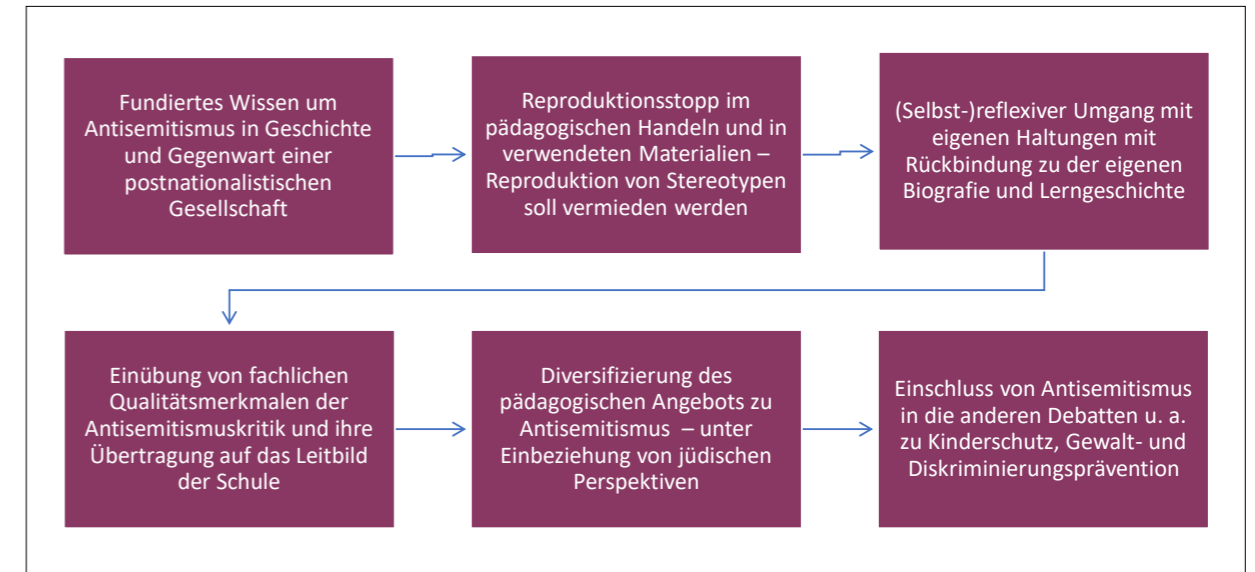 Fundiertes Wissen um
Antisemitismus in Geschichte
und Gegenwart einer
postnationalistischen
Gesellschaft
Reproduktionsstopp im
pädagogischen Handeln und in
verwendeten Materialien –
Reproduktion von Stereotypen
soll vermieden werden
(Selbst-)reflexiver Umgang mit
eigenen Haltungen mit
Rückbindung zu der eigenen
Biografie und Lerngeschichte
Einübung von fachlichen
Qualitätsmerkmalen der
Antisemitismuskritik und ihre
Übertragung auf das Leitbild
der Schule
Diversifizierung des
pädagogischen Angebots zu
Antisemitismus – unter
Einbeziehung von jüdischen
Perspektiven
Einschluss von Antisemitismus
in die anderen Debatten u. a.
zu Kinderschutz, Gewalt- und
Diskriminierungsprävention